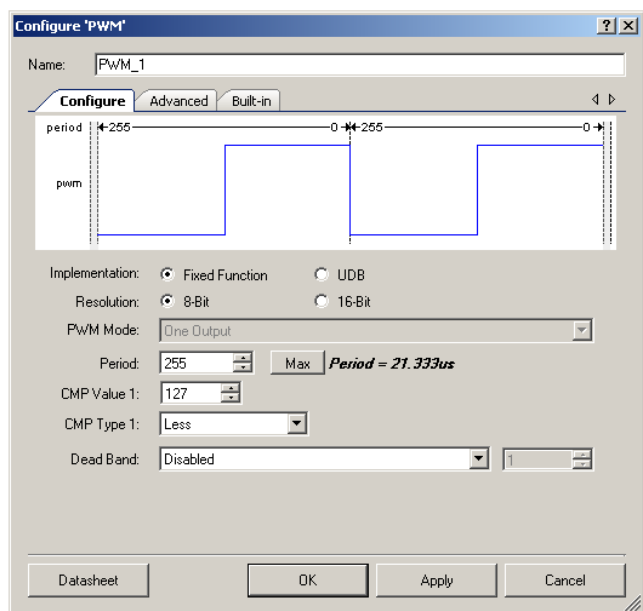 Configure 'PWM'
Name: PWM_1
Configure Advanced Built-in
period 255 0 255 0
pwm
Implementation: Fixed Function UDB
Resolution: 8-Bit 16-Bit
PWM Mode: One Output
Period: 255 Max Period = 21.333us
CMP Value 1: 127
CMP Type 1: Less
Dead Band: Disabled 1
Datasheet OK Apply Cancel